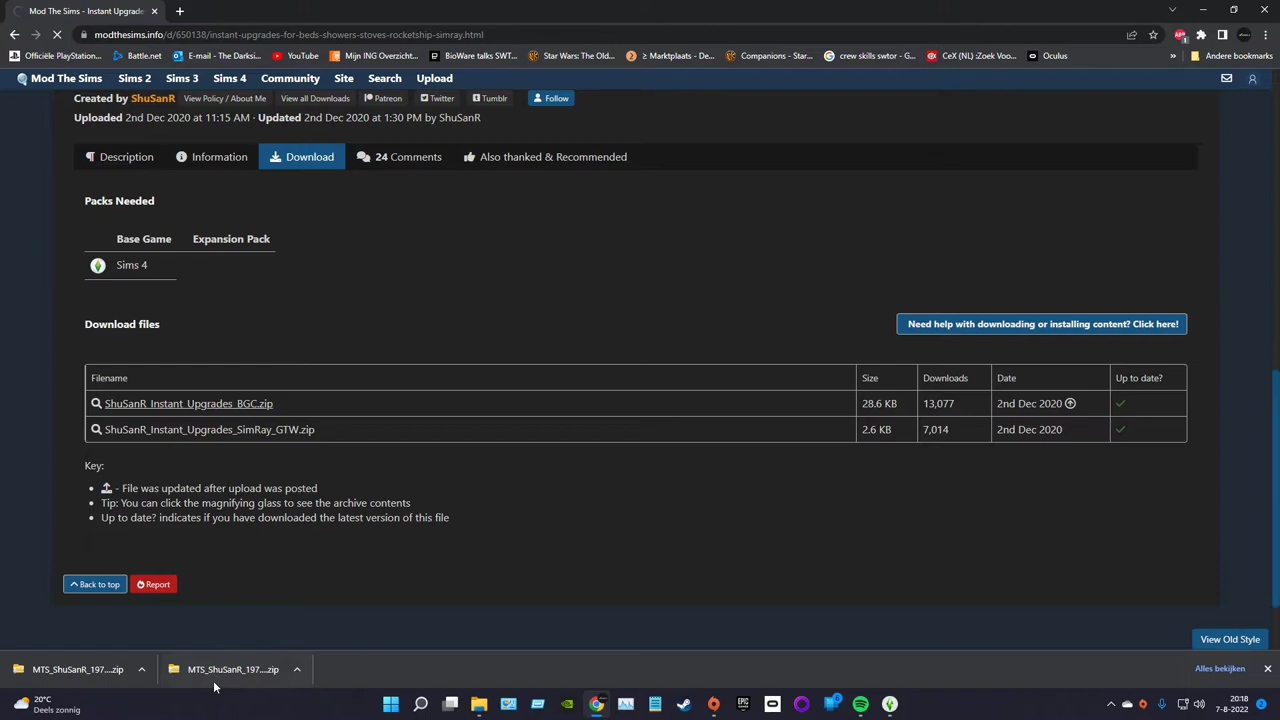 Mod The Sims - Instant Upgrades
modthesims.info/d/650138/instant-upgrades-for-beds-showers-stoves-rocketship-simray.html
Officiële PlayStation... Battle.net E-mail - The Darksi... YouTube Mijn ING Overzicht... BioWare talks SWT... Star Wars: The Old... ≥ Marktplaats - De... Companions - Star... crew skills swtor - G... CeX (NL) | Zoek Voo... Oculus » Andere bookmarks
Mod The Sims Sims 2 Sims 3 Sims 4 Community Site Search Upload
Created by ShuSanR View Policy / About Me View all Downloads Patreon Twitter Tumblr Follow
Uploaded 2nd Dec 2020 at 11:15 AM · Updated 2nd Dec 2020 at 1:30 PM by ShuSanR
Description Information Download 24 Comments Also thanked & Recommended
Packs Needed
Base Game Expansion Pack
Sims 4
Download files Need help with downloading or installing content? Click here!
Filename Size Downloads Date Up to date?
ShuSanR_Instant_Upgrades_BGC.zip 28.6 KB 13,077 2nd Dec 2020
ShuSanR_Instant_Upgrades_SimRay_GTW.zip 2.6 KB 7,014 2nd Dec 2020
Key:
- File was updated after upload was posted
Tip: You can click the magnifying glass to see the archive contents
Up to date? indicates if you have downloaded the latest version of this file
Back to top Report
View Old Style
MTS_ShuSanR_197....zip MTS_ShuSanR_197....zip Alles bekijken
20°C 20:18
Deels zonnig 7-8-2022